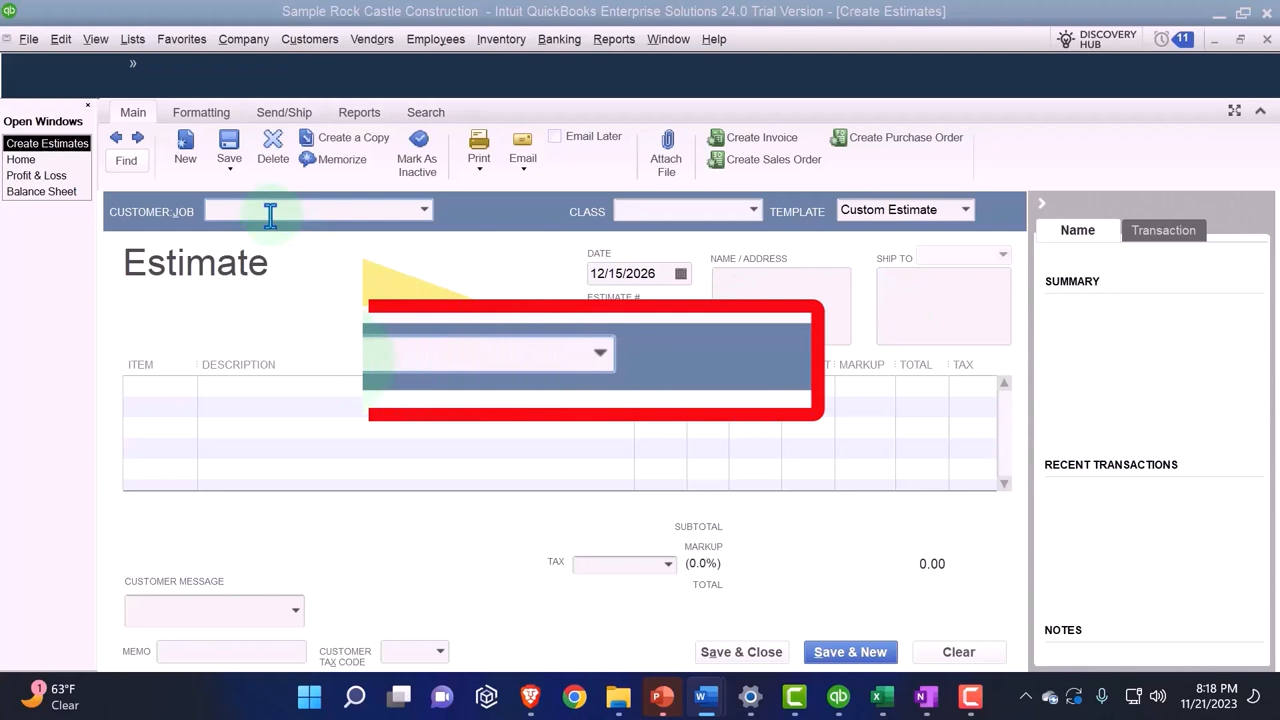 Sample Rock Castle Construction - Intuit QuickBooks Enterprise Solutions 24.0 Trial Version - [Create Estimates]
File Edit View Lists Favorites Company Customers Vendors Employees Inventory Banking Reports Window Help
DISCOVERY HUB
11
»
Open Windows
Create Estimates
Home
Profit & Loss
Balance Sheet
Main Formatting Send/Ship Reports Search
Find
New
Save
Delete
Create a Copy
Memorize
Mark As
Inactive
Print
Email
Email Later
Attach
File
Create Invoice
Create Sales Order
Create Purchase Order
CUSTOMER:JOB
CLASS
TEMPLATE Custom Estimate
Estimate
DATE
12/15/2026
ESTIMATE #
NAME / ADDRESS
SHIP TO
ITEM DESCRIPTION MARKUP TOTAL TAX
SUBTOTAL
MARKUP
TAX (0.0%) 0.00
TOTAL
CUSTOMER MESSAGE
MEMO
CUSTOMER
TAX CODE
Save & Close Save & New Clear
Name Transaction
SUMMARY
RECENT TRANSACTIONS
NOTES
1
63°F
Clear
8:18 PM
11/21/2023